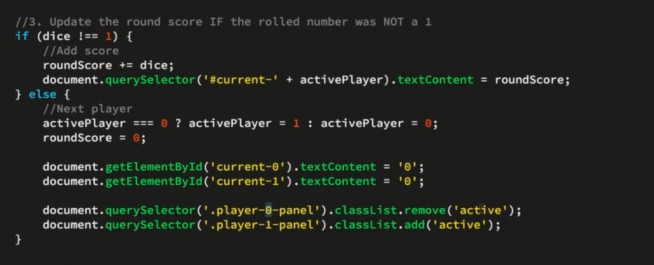 //3. Update the round score IF the rolled number was NOT a 1
if (dice !== 1) {
    //Add score
    roundScore += dice;
    document.querySelector('#current-' + activePlayer).textContent = roundScore;
} else {
    //Next player
    activePlayer === 0 ? activePlayer = 1 : activePlayer = 0;
    roundScore = 0;

    document.getElementById('current-0').textContent = '0';
    document.getElementById('current-1').textContent = '0';

    document.querySelector('.player-0-panel').classList.remove('active');
    document.querySelector('.player-1-panel').classList.add('active');
}